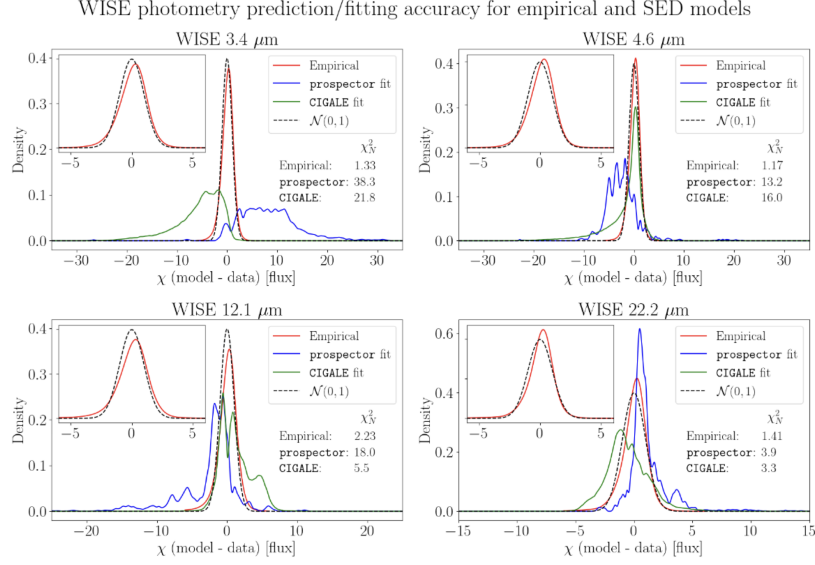 WISE photometry prediction/fitting accuracy for empirical and SED models
WISE 3.4 μm
Density
0.4
0.3
0.2
0.1
0.0
−30 −20 −10 0 10 20 30
χ (model - data) [flux]
−5 0 5
Empirical
prospector fit
CIGALE fit
𝒩(0, 1)
χ²_N
Empirical: 1.33
prospector: 38.3
CIGALE: 21.8
WISE 4.6 μm
0.4
0.3
0.2
0.1
0.0
−30 −20 −10 0 10 20 30
χ (model - data) [flux]
−5 0 5
Empirical
prospector fit
CIGALE fit
𝒩(0, 1)
χ²_N
Empirical: 1.17
prospector: 13.2
CIGALE: 16.0
WISE 12.1 μm
Density
0.4
0.3
0.2
0.1
0.0
−20 −10 0 10 20
χ (model - data) [flux]
−5 0 5
Empirical
prospector fit
CIGALE fit
𝒩(0, 1)
χ²_N
Empirical: 2.23
prospector: 18.0
CIGALE: 5.5
WISE 22.2 μm
0.6
0.4
0.2
0.0
−15 −10 −5 0 5 10 15
χ (model - data) [flux]
−5 0 5
Empirical
prospector fit
CIGALE fit
𝒩(0, 1)
χ²_N
Empirical: 1.41
prospector: 3.9
CIGALE: 3.3